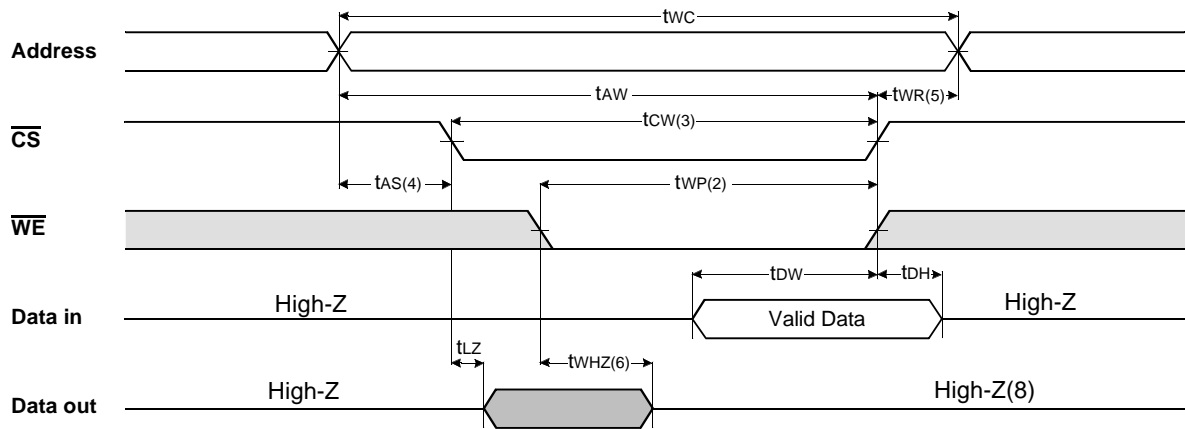 tWC
Address
tAW
tWR(5)
CS
tCW(3)
tAS(4)
tWP(2)
WE
tDW
tDH
High-Z
High-Z
Data in
Valid Data
tLZ
tWHZ(6)
High-Z
High-Z(8)
Data out